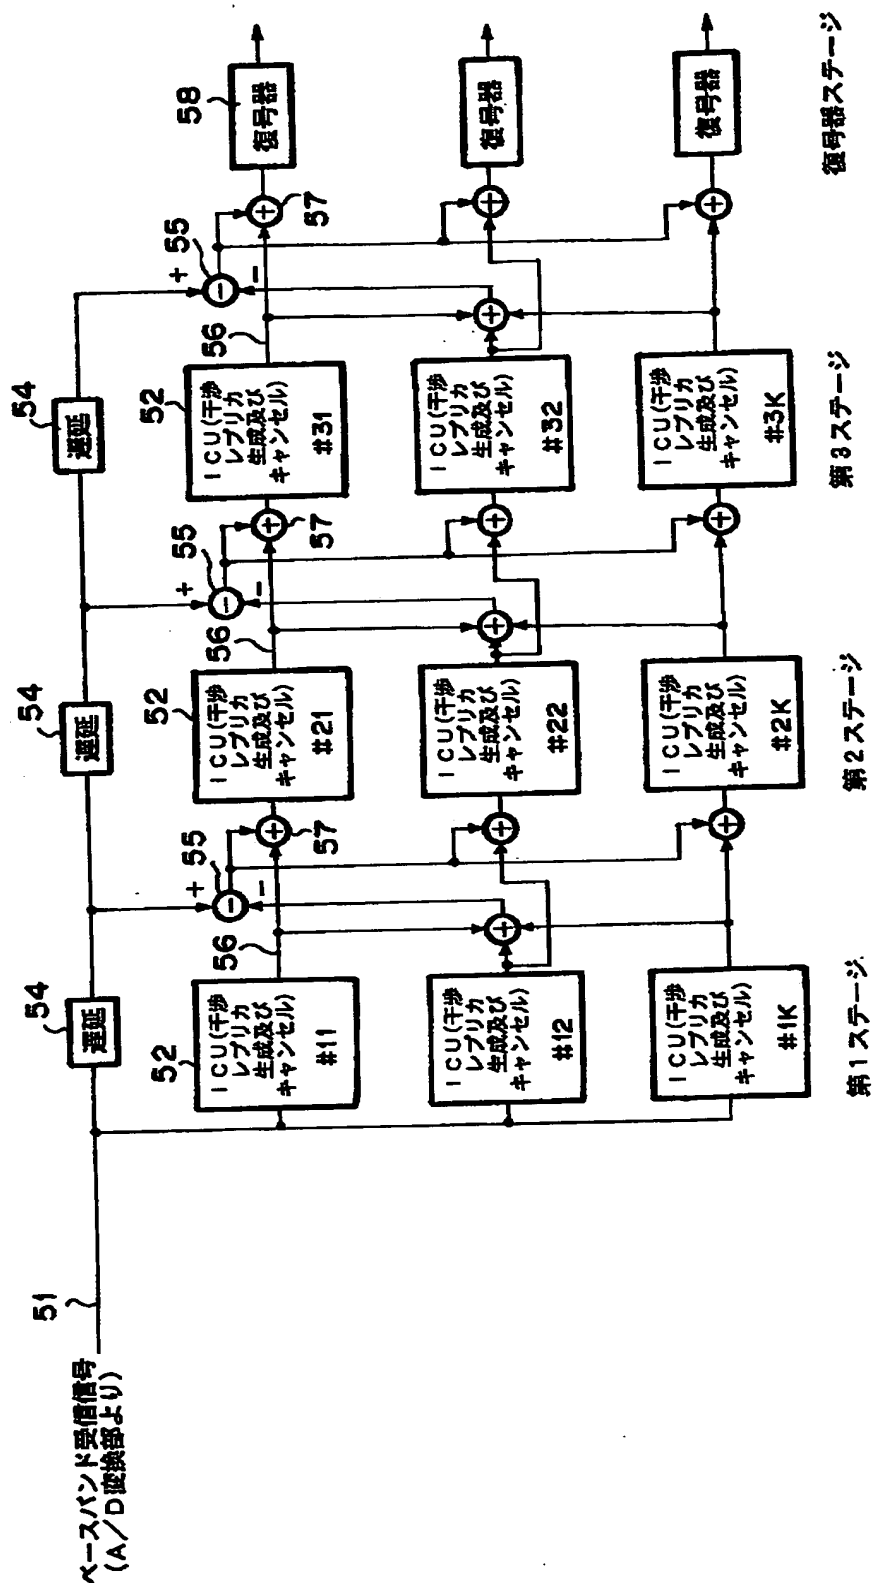 ベースバンド受信信号
(A/D変換部より)
51
54
遅延
54
遅延
54
遅延
52
ICU(干渉
レプリカ
生成及び
キャンセル)
#11
56
+
55
−
−
+
57
52
ICU(干渉
レプリカ
生成及び
キャンセル)
#21
56
+
55
−
−
+
57
52
ICU(干渉
レプリカ
生成及び
キャンセル)
#31
56
+
55
−
−
+
57
58
復号器
ICU(干渉
レプリカ
生成及び
キャンセル)
#12
+
+
ICU(干渉
レプリカ
生成及び
キャンセル)
#22
+
+
ICU(干渉
レプリカ
生成及び
キャンセル)
#32
+
+
復号器
ICU(干渉
レプリカ
生成及び
キャンセル)
#1K
+
ICU(干渉
レプリカ
生成及び
キャンセル)
#2K
+
ICU(干渉
レプリカ
生成及び
キャンセル)
#3K
+
復号器
第1ステージ
第2ステージ
第3ステージ
復号器ステージ